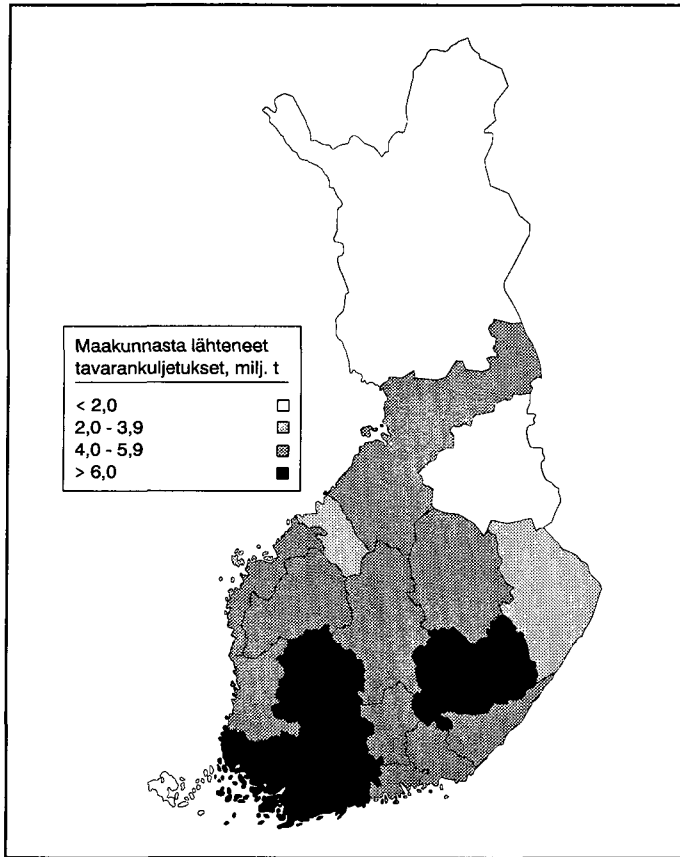 Maakunnasta lähteneet
tavarankuljetukset, milj. t
< 2,0
2,0 - 3,9
4,0 - 5,9
> 6,0